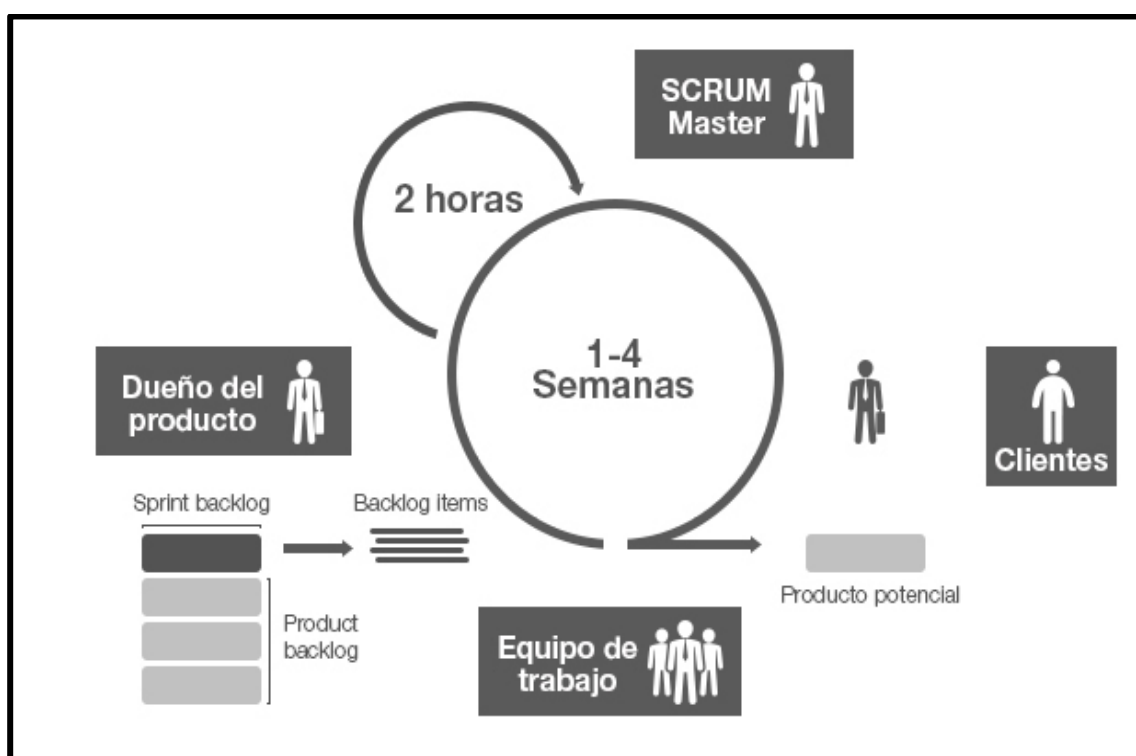 SCRUM
Master
2 horas
1-4
Semanas
Dueño del
producto
Clientes
Sprint backlog
Backlog items
Product
backlog
Producto potencial
Equipo de
trabajo